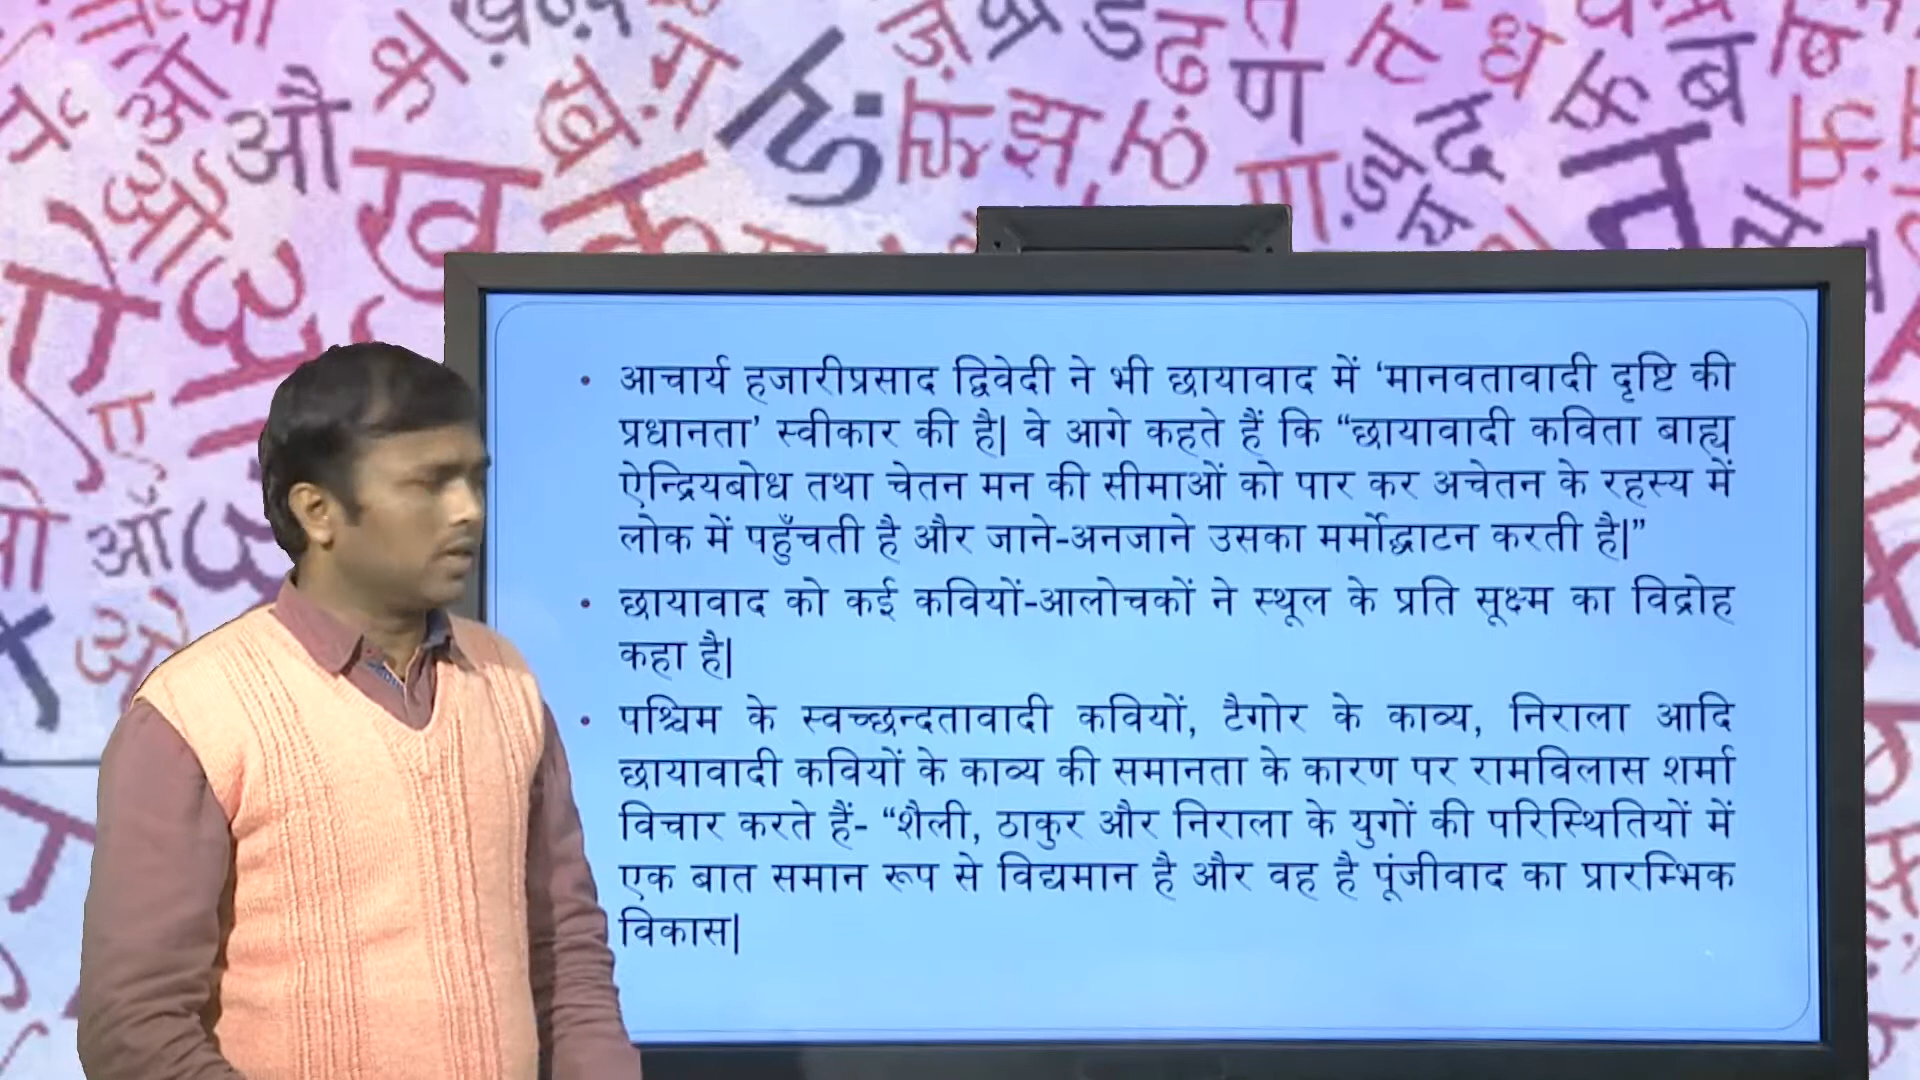 • आचार्य हजारीप्रसाद द्विवेदी ने भी छायावाद में ‘मानवतावादी दृष्टि की
प्रधानता’ स्वीकार की है| वे आगे कहते हैं कि “छायावादी कविता बाह्य
ऐन्द्रियबोध तथा चेतन मन की सीमाओं को पार कर अचेतन के रहस्य में
लोक में पहुँचती है और जाने-अनजाने उसका मर्मोद्घाटन करती है|”
• छायावाद को कई कवियों-आलोचकों ने स्थूल के प्रति सूक्ष्म का विद्रोह
कहा है|
• पश्चिम के स्वच्छन्दतावादी कवियों, टैगोर के काव्य, निराला आदि
छायावादी कवियों के काव्य की समानता के कारण पर रामविलास शर्मा
विचार करते हैं- “शैली, ठाकुर और निराला के युगों की परिस्थितियों में
एक बात समान रूप से विद्यमान है और वह है पूंजीवाद का प्रारम्भिक
विकास|